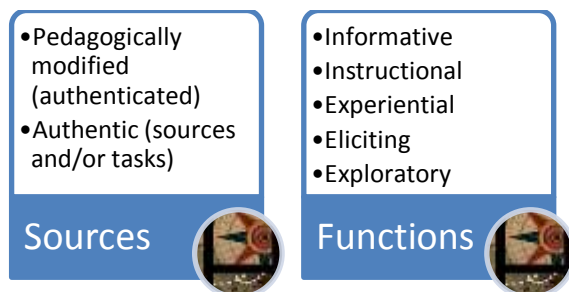 •Pedagogically
modified
(authenticated)
•Authentic (sources
and/or tasks)
Sources
•Informative
•Instructional
•Experiential
•Eliciting
•Exploratory
Functions